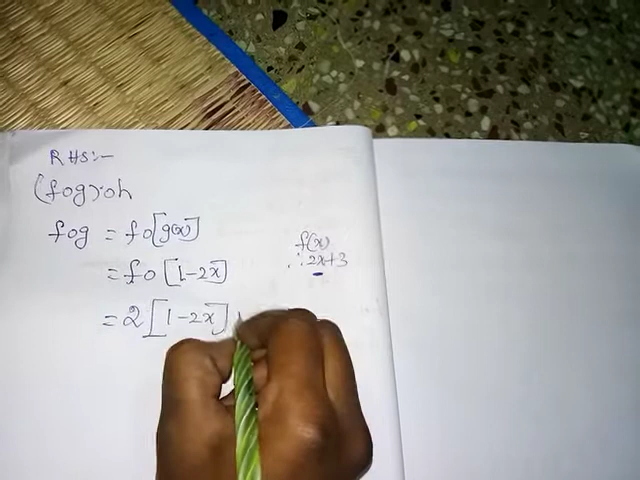 RHS:-
(fog)·oh
fog = fo[g(x)]
= fo [1-2x]
f(x)
∴ 2x+3
= 2 [1-2x]